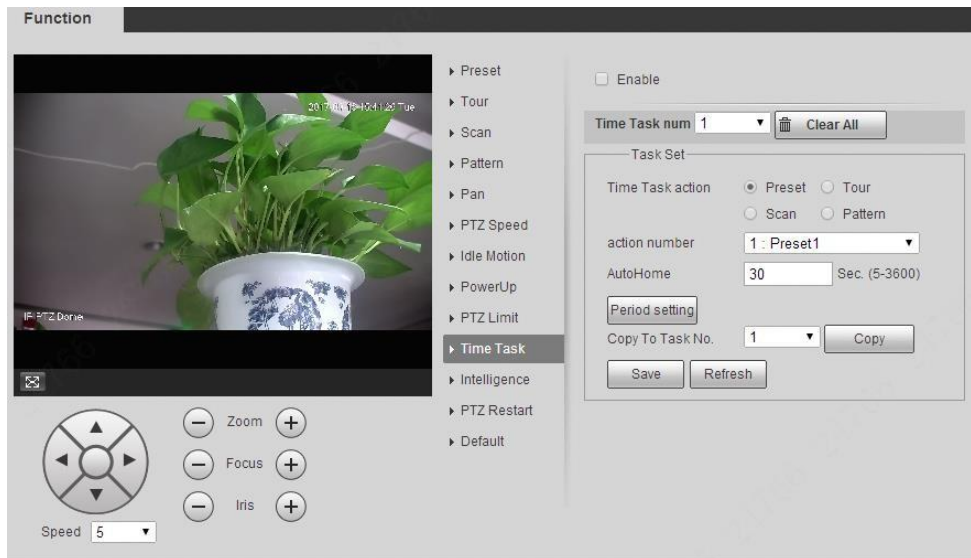 Function
Preset
Tour
Scan
Pattern
Pan
PTZ Speed
Idle Motion
PowerUp
PTZ Limit
Time Task
Intelligence
PTZ Restart
Default
Enable
Time Task num 1 Clear All
Task Set
Time Task action Preset Tour
Scan Pattern
action number 1 : Preset1
AutoHome 30 Sec. (5-3600)
Period setting
Copy To Task No. 1 Copy
Save Refresh
Tue
IP PTZ Dome
Zoom
Focus
Iris
Speed 5